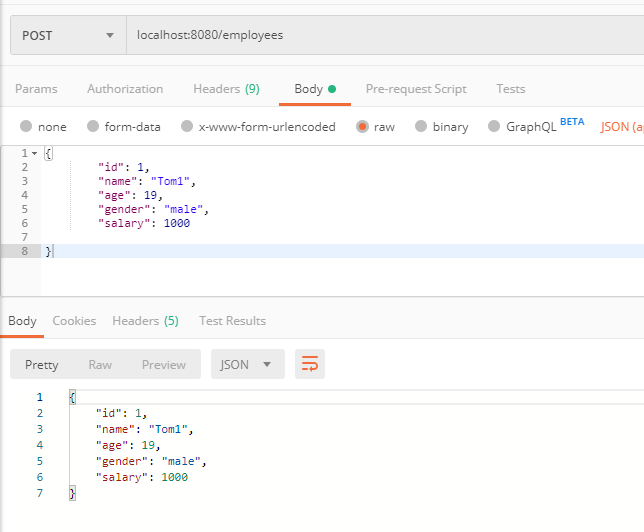 POST localhost:8080/employees
Params Authorization Headers (9) Body Pre-request Script Tests
none form-data x-www-form-urlencoded raw binary GraphQL BETA JSON (a
1 {
2 "id": 1,
3 "name": "Tom1",
4 "age": 19,
5 "gender": "male",
6 "salary": 1000
7
8 }
Body Cookies Headers (5) Test Results
Pretty Raw Preview JSON
1 {
2 "id": 1,
3 "name": "Tom1",
4 "age": 19,
5 "gender": "male",
6 "salary": 1000
7 }